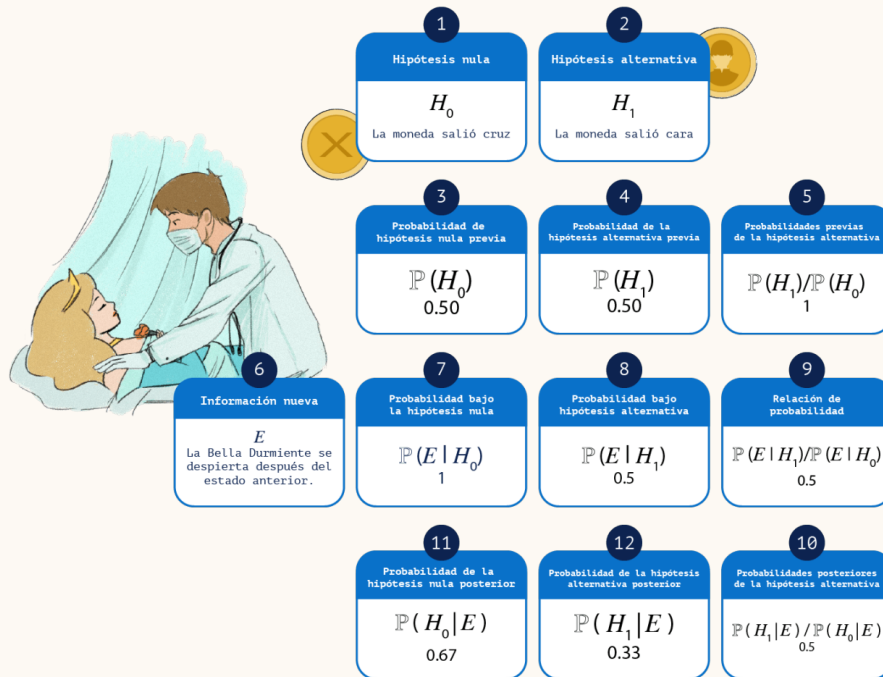 1
Hipótesis nula
H₀
La moneda salió cruz
2
Hipótesis alternativa
H₁
La moneda salió cara
3
Probabilidad de
hipótesis nula previa
ℙ(H₀)
0.50
4
Probabilidad de la
hipótesis alternativa previa
ℙ(H₁)
0.50
5
Probabilidades previas
de la hipótesis alternativa
ℙ(H₁)/ℙ(H₀)
1
6
Información nueva
E
La Bella Durmiente se
despierta después del
estado anterior.
7
Probabilidad bajo
la hipótesis nula
ℙ(E | H₀)
1
8
Probabilidad bajo
hipótesis alternativa
ℙ(E | H₁)
0.5
9
Relación de
probabilidad
ℙ(E | H₁)/ℙ(E | H₀)
0.5
11
Probabilidad de la
hipótesis nula posterior
ℙ(H₀|E)
0.67
12
Probabilidad de la hipótesis
alternativa posterior
ℙ(H₁|E)
0.33
10
Probabilidades posteriores
de la hipótesis alternativa
ℙ(H₁|E)/ℙ(H₀|E)
0.5